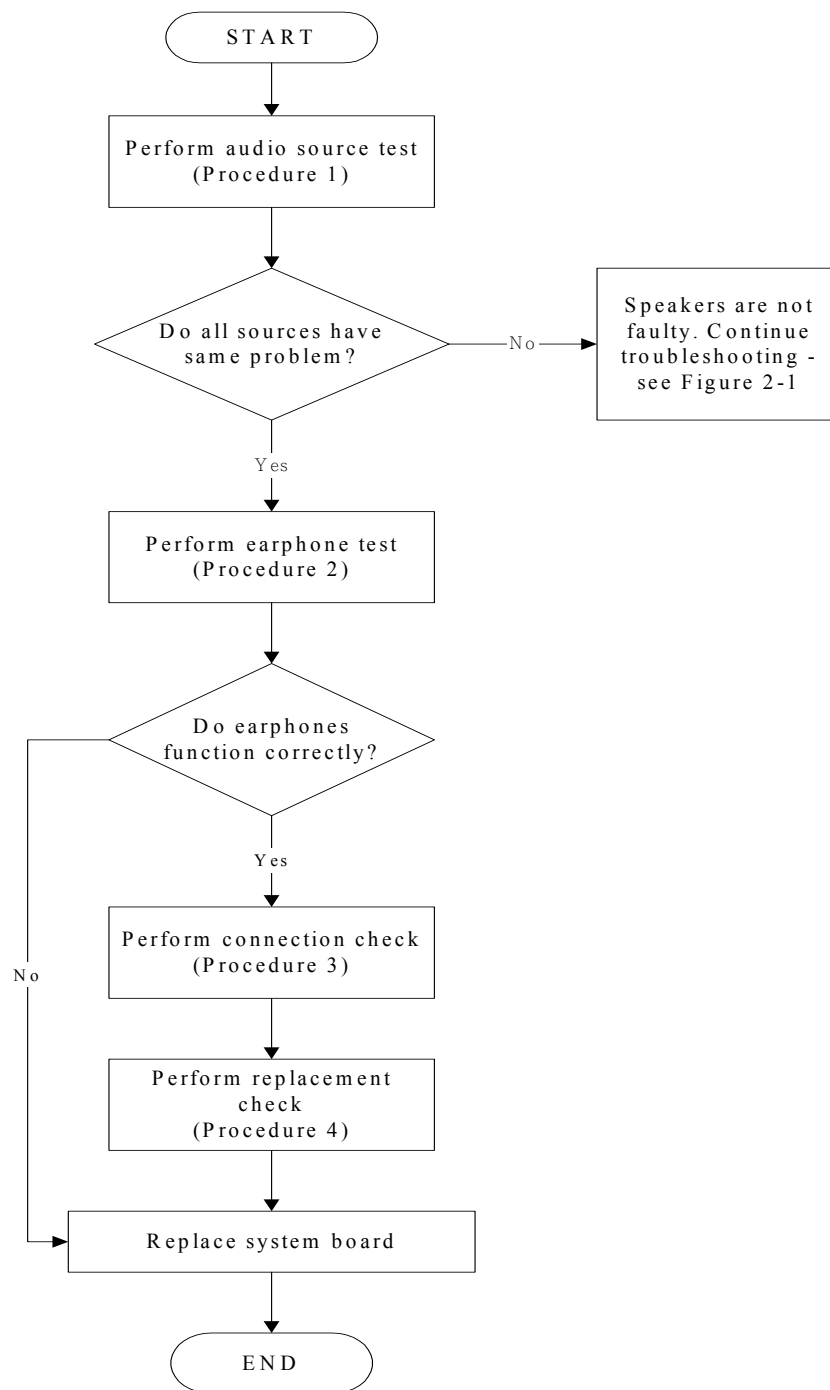 START
Perform audio source test
(Procedure 1)
Do all sources have
same problem?
No
Speakers are not
faulty. Continue
troubleshooting -
see Figure 2-1
Yes
Perform earphone test
(Procedure 2)
Do earphones
function correctly?
Yes
Perform connection check
(Procedure 3)
No
Perform replacement
check
(Procedure 4)
Replace system board
END